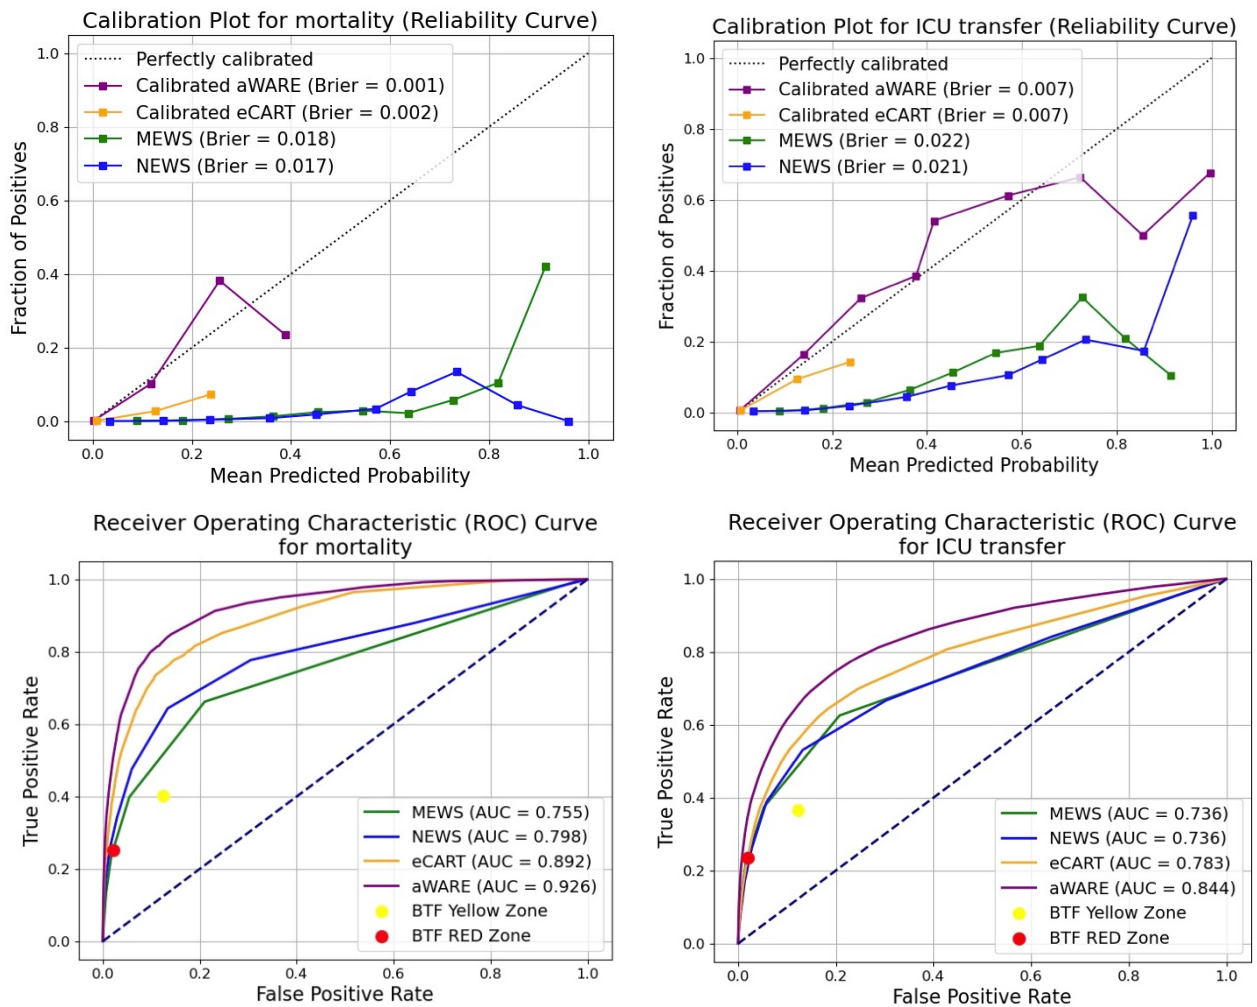 Calibration Plot for mortality (Reliability Curve)
1.0
0.8
0.6
0.4
0.2
0.0
Fraction of Positives
Perfectly calibrated
Calibrated aWARE (Brier = 0.001)
Calibrated eCART (Brier = 0.002)
MEWS (Brier = 0.018)
NEWS (Brier = 0.017)
0.0 0.2 0.4 0.6 0.8 1.0
Mean Predicted Probability
Calibration Plot for ICU transfer (Reliability Curve)
1.0
0.8
0.6
0.4
0.2
0.0
Fraction of Positives
Perfectly calibrated
Calibrated aWARE (Brier = 0.007)
Calibrated eCART (Brier = 0.007)
MEWS (Brier = 0.022)
NEWS (Brier = 0.021)
0.0 0.2 0.4 0.6 0.8 1.0
Mean Predicted Probability
Receiver Operating Characteristic (ROC) Curve
for mortality
1.0
0.8
0.6
0.4
0.2
0.0
True Positive Rate
MEWS (AUC = 0.755)
NEWS (AUC = 0.798)
eCART (AUC = 0.892)
aWARE (AUC = 0.926)
BTF Yellow Zone
BTF RED Zone
0.0 0.2 0.4 0.6 0.8 1.0
False Positive Rate
Receiver Operating Characteristic (ROC) Curve
for ICU transfer
1.0
0.8
0.6
0.4
0.2
0.0
True Positive Rate
MEWS (AUC = 0.736)
NEWS (AUC = 0.736)
eCART (AUC = 0.783)
aWARE (AUC = 0.844)
BTF Yellow Zone
BTF RED Zone
0.0 0.2 0.4 0.6 0.8 1.0
False Positive Rate